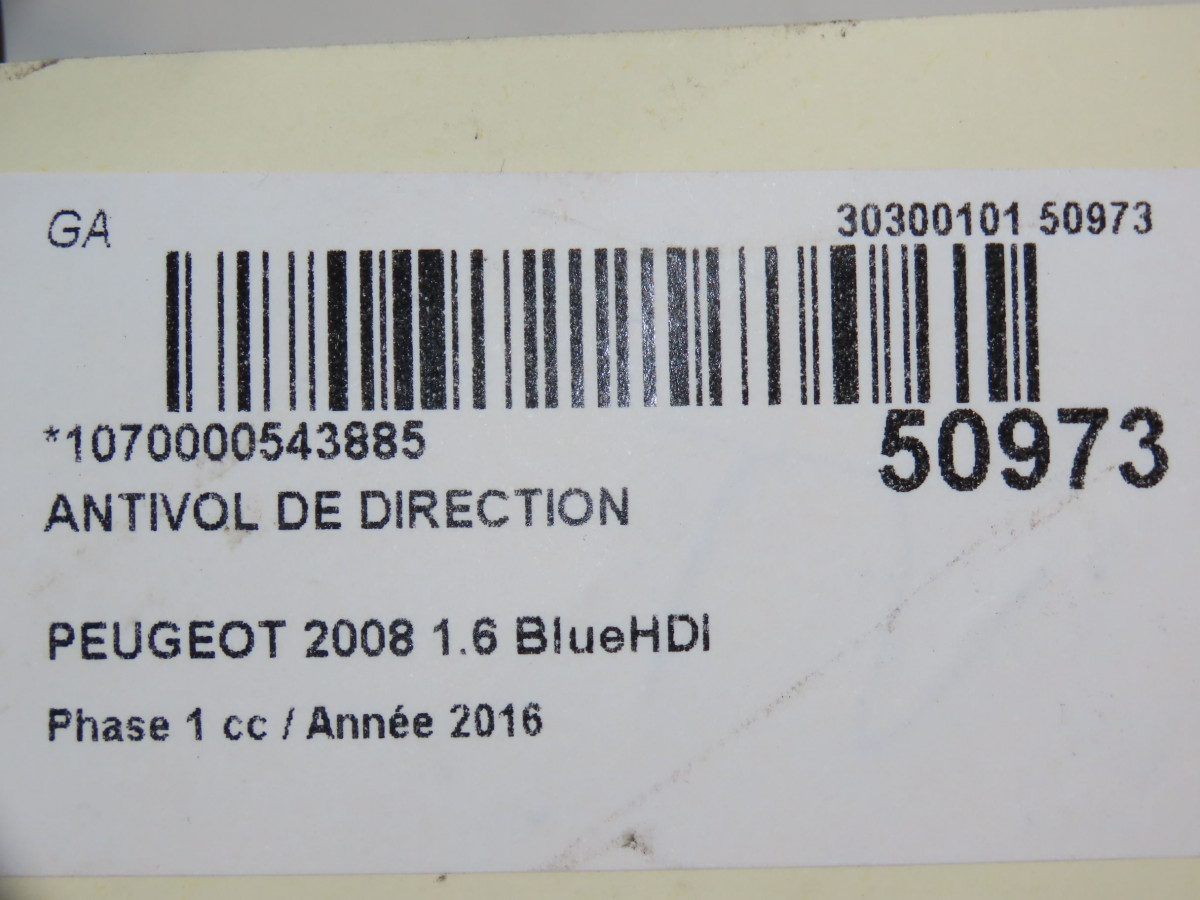 GA
30300101 50973
*1070000543885
50973
ANTIVOL DE DIRECTION
PEUGEOT 2008 1.6 BlueHDI
Phase 1 cc / Année 2016